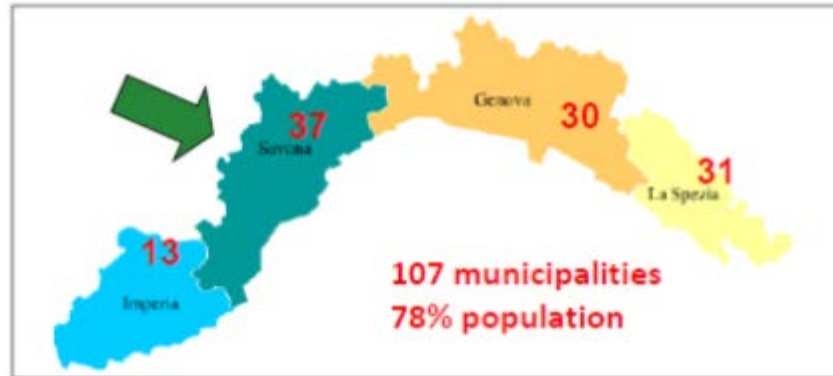 37
Savona
Genova
30
31
La Spezia
13
Imperia
107 municipalities
78% population